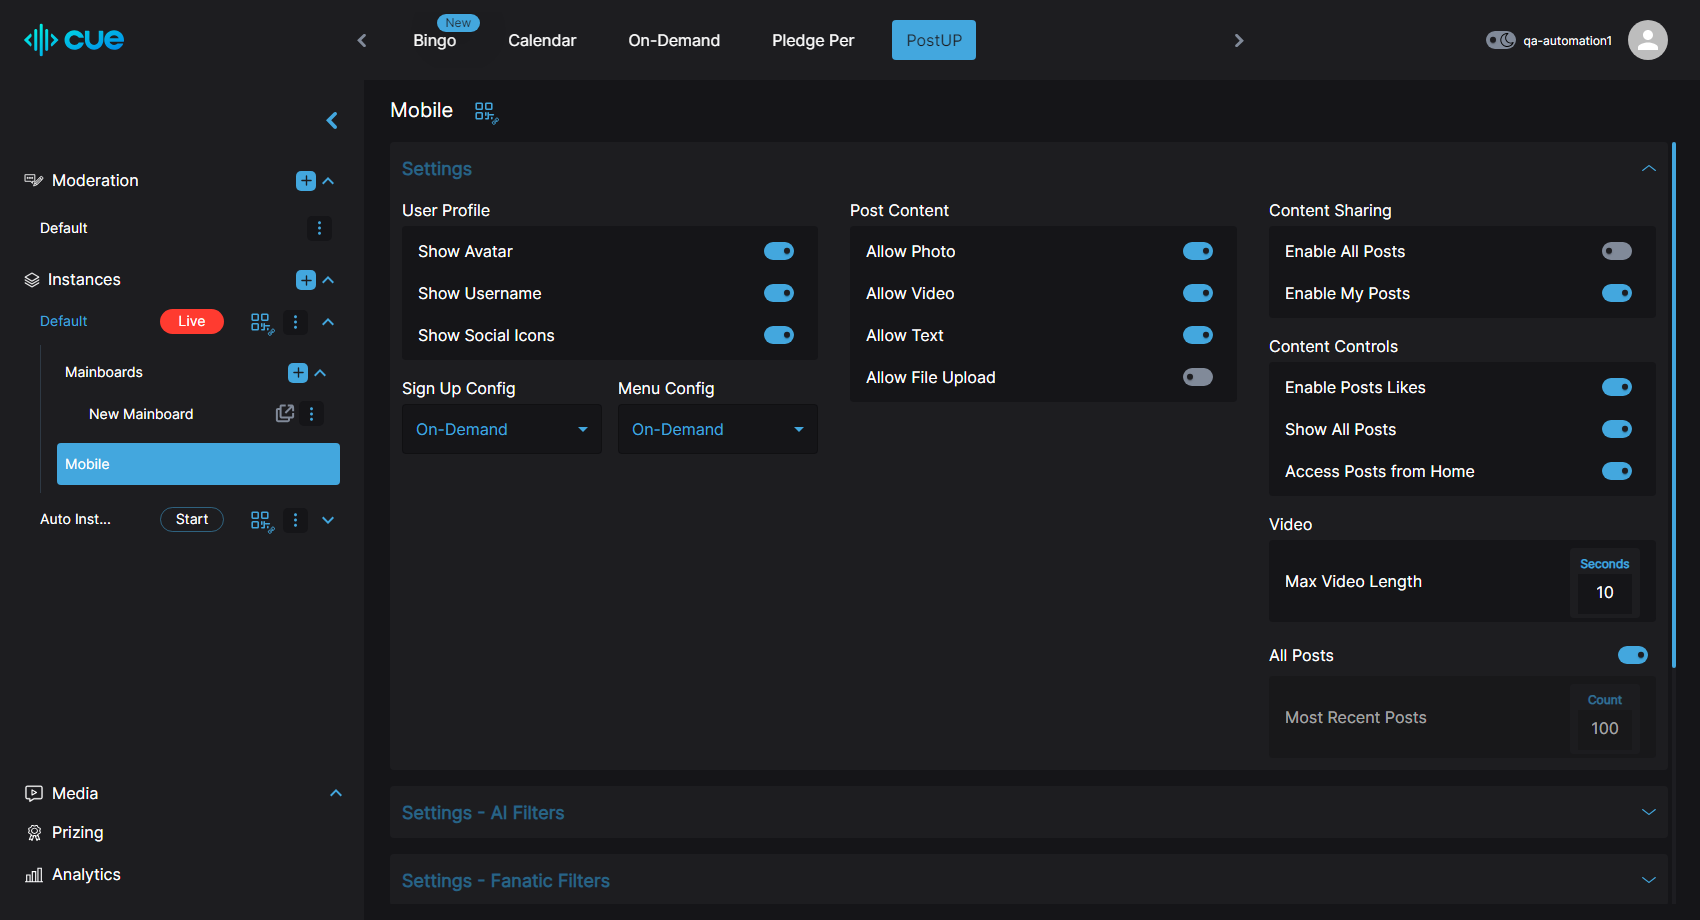 cue
New
Bingo
Calendar
On-Demand
Pledge Per
PostUP
qa-automation1
Moderation
Default
Instances
Default
Live
Mainboards
New Mainboard
Mobile
Auto Inst...
Start
Media
Prizing
Analytics
Mobile
Settings
User Profile
Show Avatar
Show Username
Show Social Icons
Sign Up Config
Menu Config
On-Demand
On-Demand
Post Content
Allow Photo
Allow Video
Allow Text
Allow File Upload
Content Sharing
Enable All Posts
Enable My Posts
Content Controls
Enable Posts Likes
Show All Posts
Access Posts from Home
Video
Max Video Length
Seconds
10
All Posts
Most Recent Posts
Count
100
Settings - AI Filters
Settings - Fanatic Filters